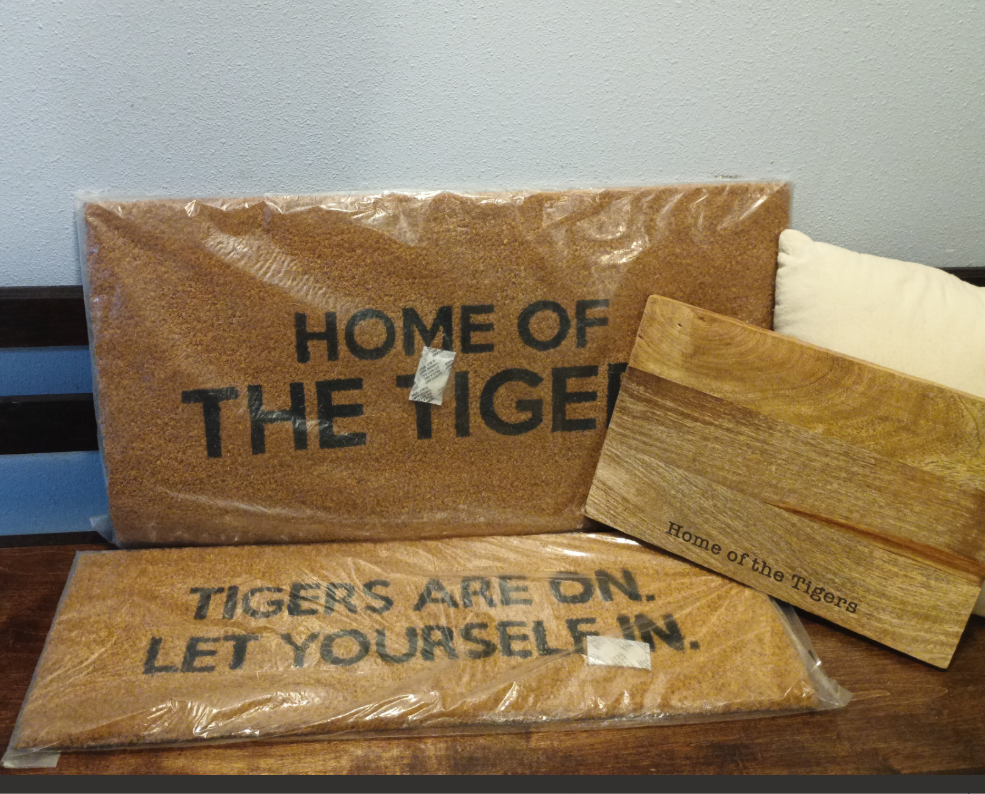 HOME OF
THE TIGER
TIGERS ARE ON.
LET YOURSELF IN.
Home of the Tigers